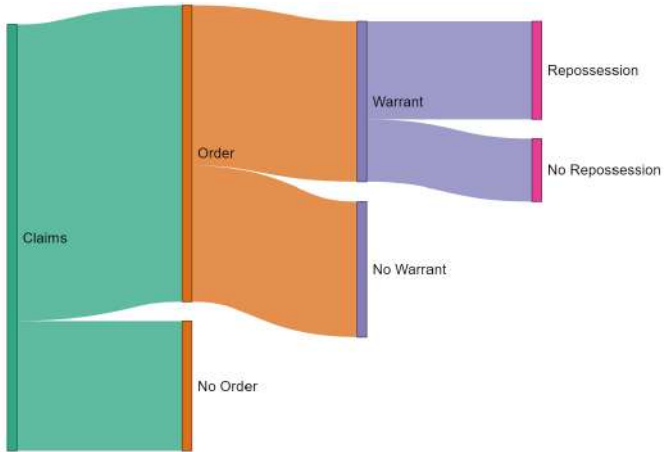 Repossession
Warrant
Order
No Repossession
Claims
No Warrant
No Order